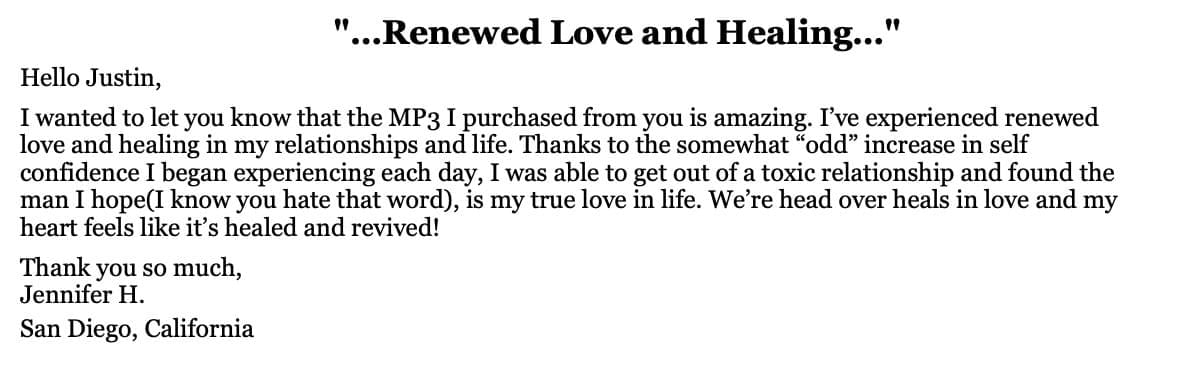 "...Renewed Love and Healing..."
Hello Justin,
I wanted to let you know that the MP3 I purchased from you is amazing. I’ve experienced renewed
love and healing in my relationships and life. Thanks to the somewhat “odd” increase in self
confidence I began experiencing each day, I was able to get out of a toxic relationship and found the
man I hope(I know you hate that word), is my true love in life. We’re head over heals in love and my
heart feels like it’s healed and revived!
Thank you so much,
Jennifer H.
San Diego, California